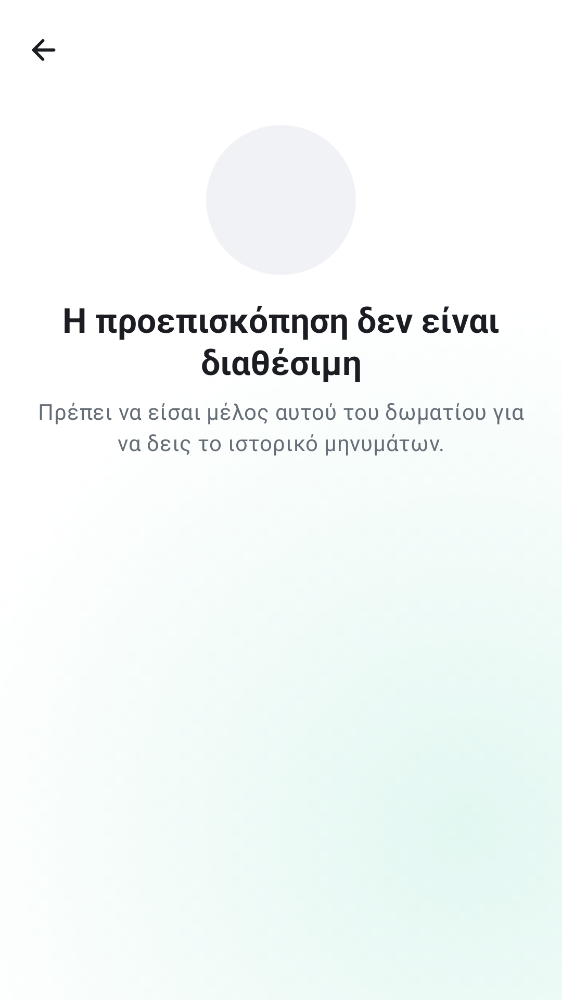 Η προεπισκόπηση δεν είναι
διαθέσιμη
Πρέπει να είσαι μέλος αυτού του δωματίου για
να δεις το ιστορικό μηνυμάτων.